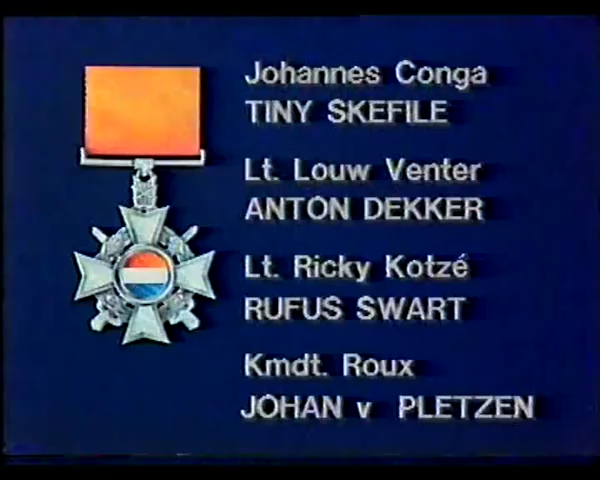 Johannes Conga
TINY SKEFILE
Lt. Louw Venter
ANTON DEKKER
Lt. Ricky Kotzé
RUFUS SWART
Kmdt. Roux
JOHAN v PLETZEN